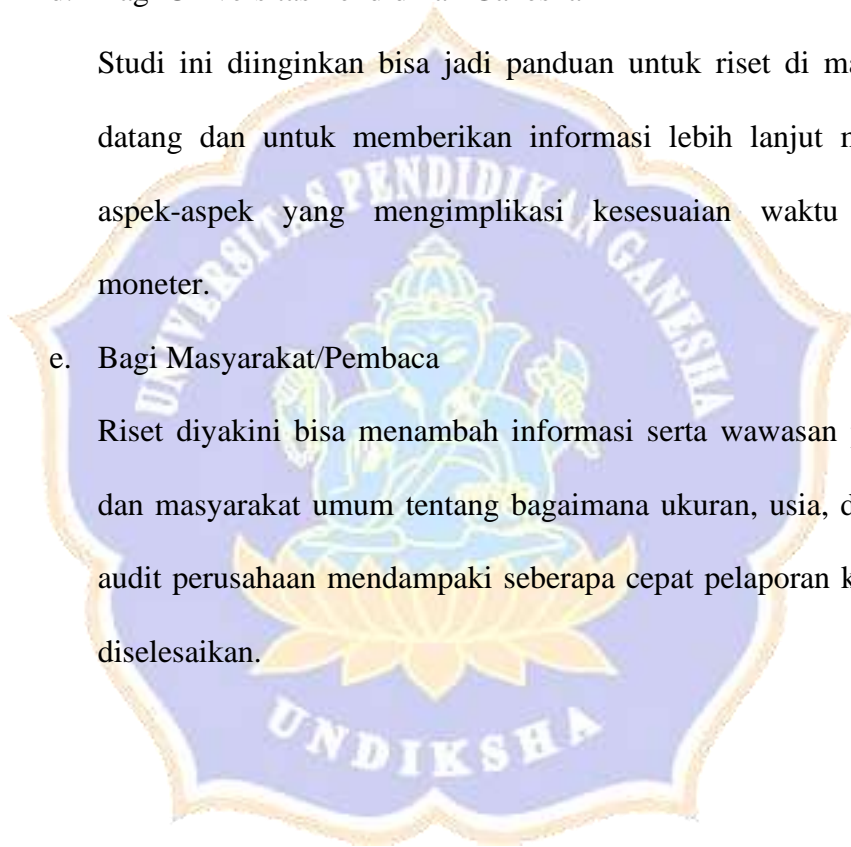 Studi ini diinginkan bisa jadi panduan untuk riset di
datang dan untuk memberikan informasi lebih lanjut
aspek-aspek yang mengimplikasi kesesuaian waktu
moneter.
e. Bagi Masyarakat/Pembaca
Riset diyakini bisa menambah informasi serta wawasan
dan masyarakat umum tentang bagaimana ukuran, usia,
audit perusahaan mendampaki seberapa cepat pelaporan
diselesaikan.
UNIVERSITAS PENDIDIKAN GANESHA
UNDIKSHA